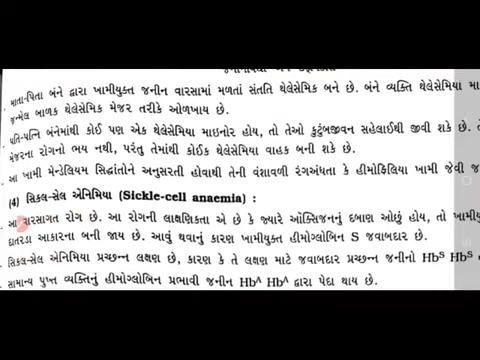 માતા-પિતા બંને દ્વારા ખામીયુક્ત જનીન વારસામાં મળતાં સંતતિ થેલેસેમિક બને છે. બંને વ્યક્તિ થેલેસેમિયા મા
જન્મેલ બાળક થેલેસેમિક મેજર તરીકે ઓળખાય છે.
પતિ-પત્ની બંનેમાંથી કોઈ પણ એક થેલેસેમિયા માઇનોર હોય, તો તેઓ કુટુંબજીવન સહેલાઈથી જીવી શકે છે.
મેજરના રોગનો ભય નથી, પરંતુ તેમાંથી કોઈક થેલેસેમિયા વાહક બની શકે છે.
આ ખામી મેન્ડેલિયમ સિદ્ધાંતોને અનુસરતી હોવાથી તેની વંશાવળી રંગઅંધતા કે હીમોફિલિયા ખામી જેવી જ
(4) સિકલ-સેલ એનિમિયા (Sickle-cell anaemia) :
આ વારસાગત રોગ છે. આ રોગની લાક્ષણિકતા એ છે કે જ્યારે ઑક્સિજનનું દબાણ ઓછું હોય, તો ખામીયુ
દાતરડા આકારના બની જાય છે. આવું થવાનું કારણ ખામીયુક્ત હીમોગ્લોબિન S જવાબદાર છે.
સિકલ-સેલ એનિમિયા પ્રચ્છન્ન લક્ષણ છે, કારણ કે તે લક્ષણ માટે જવાબદાર પ્રચ્છન્ન જનીનો Hbˢ Hbˢ
સામાન્ય પુખ્ત વ્યક્તિનું હીમોગ્લોબિન પ્રભાવી જનીન Hbᴬ Hbᴬ દ્વારા પેદા થાય છે.